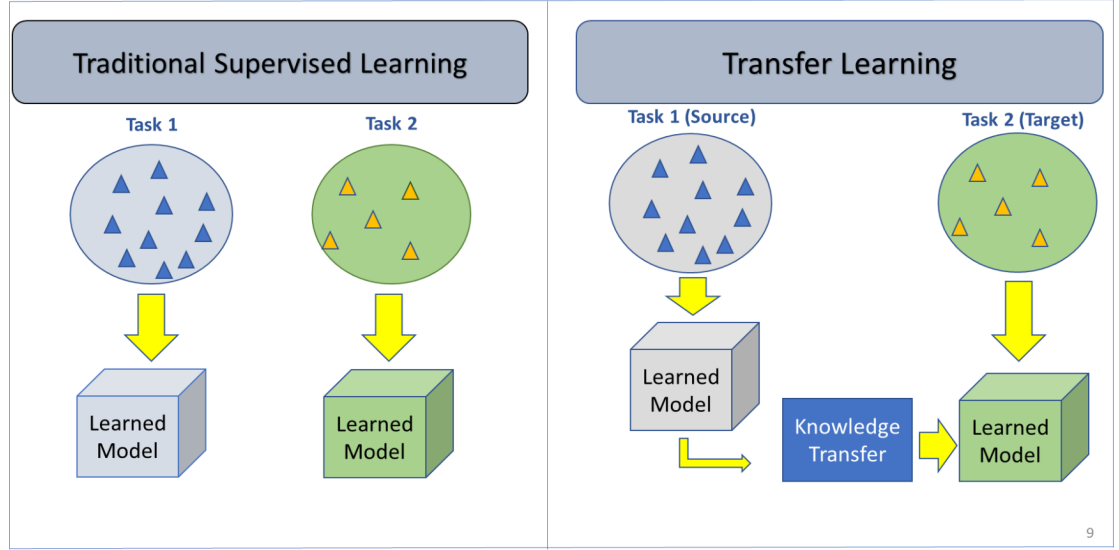 Traditional Supervised Learning
Task 1
Task 2
Learned
Model
Learned
Model
Transfer Learning
Task 1 (Source)
Task 2 (Target)
Learned
Model
Knowledge
Transfer
Learned
Model
9